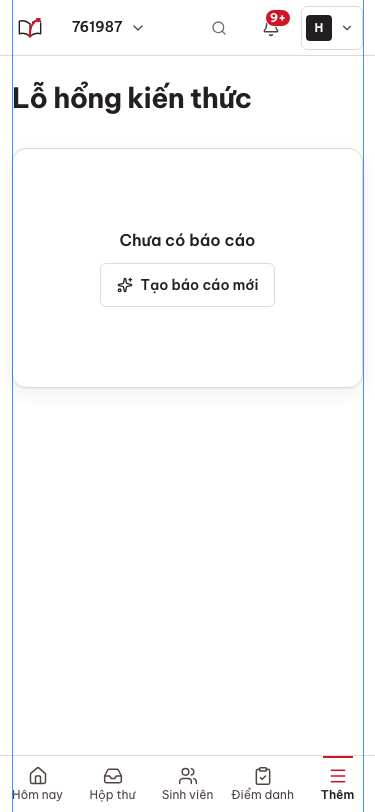 761987
9+
H
Lỗ hổng kiến thức
Chưa có báo cáo
Tạo báo cáo mới
Hôm nay
Hộp thư
Sinh viên
Điểm danh
Thêm